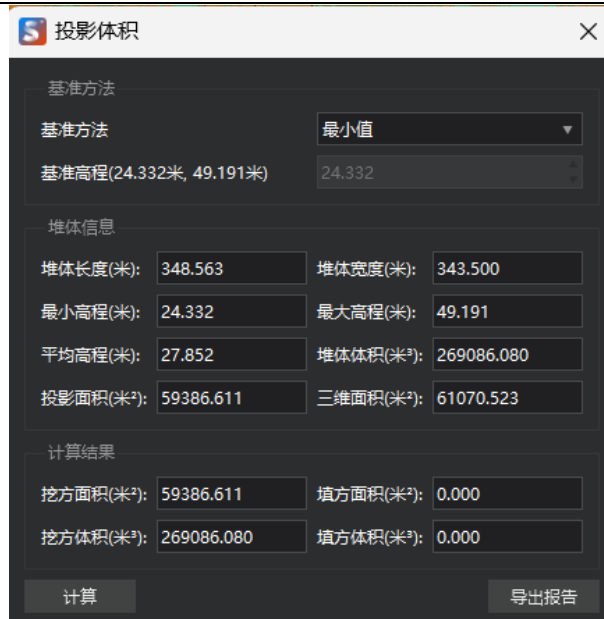 投影体积
基准方法
基准方法 最小值
基准高程(24.332米, 49.191米) 24.332
堆体信息
堆体长度(米): 348.563 堆体宽度(米): 343.500
最小高程(米): 24.332 最大高程(米): 49.191
平均高程(米): 27.852 堆体体积(米³): 269086.080
投影面积(米²): 59386.611 三维面积(米²): 61070.523
计算结果
挖方面积(米²): 59386.611 填方面积(米²): 0.000
挖方体积(米³): 269086.080 填方体积(米³): 0.000
计算 导出报告